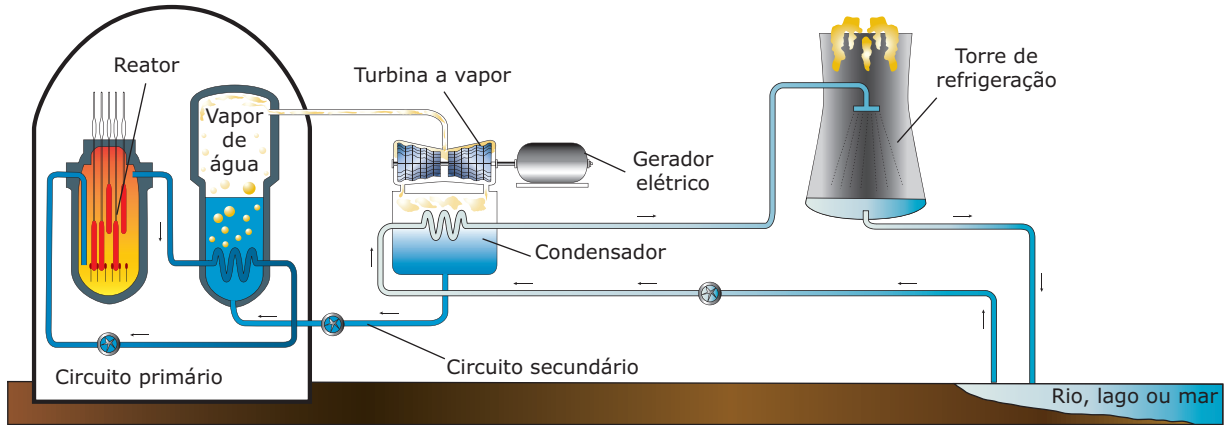 Reator
Vapor
de
água
Turbina a vapor
Gerador
elétrico
Torre de
refrigeração
Condensador
Circuito secundário
Circuito primário
Rio, lago ou mar